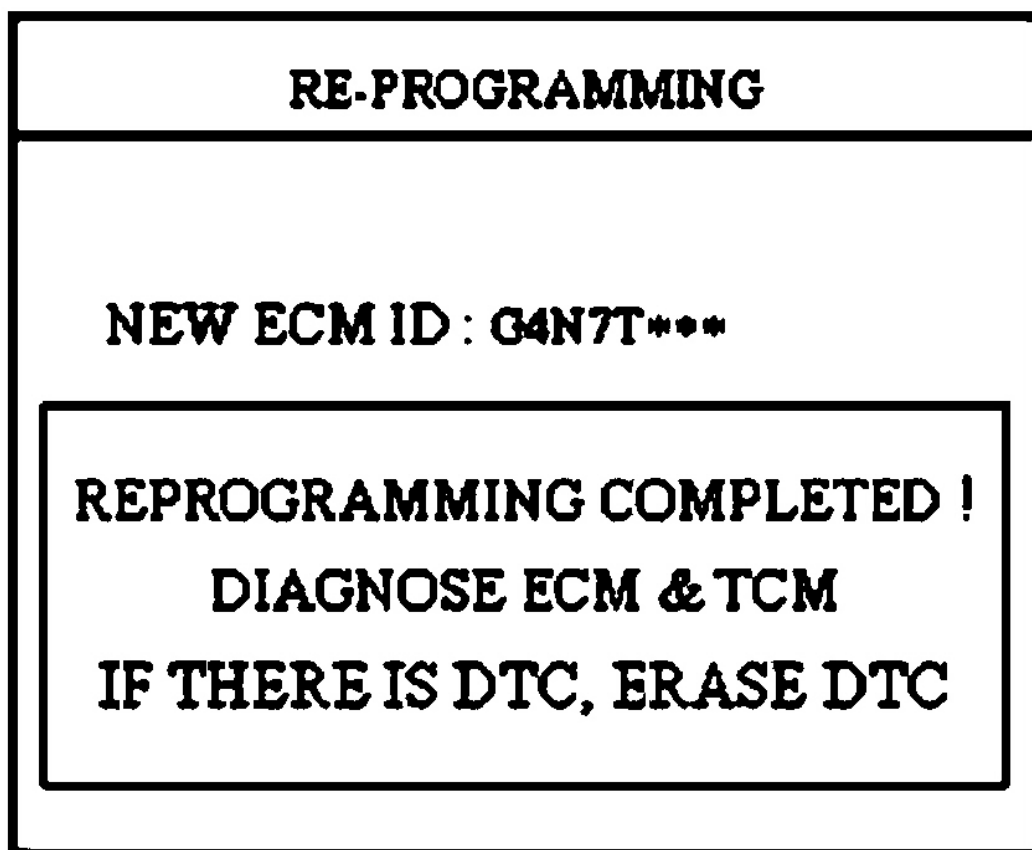 RE-PROGRAMMING
NEW ECM ID : G4N7T***
REPROGRAMMING COMPLETED !
DIAGNOSE ECM & TCM
IF THERE IS DTC, ERASE DTC